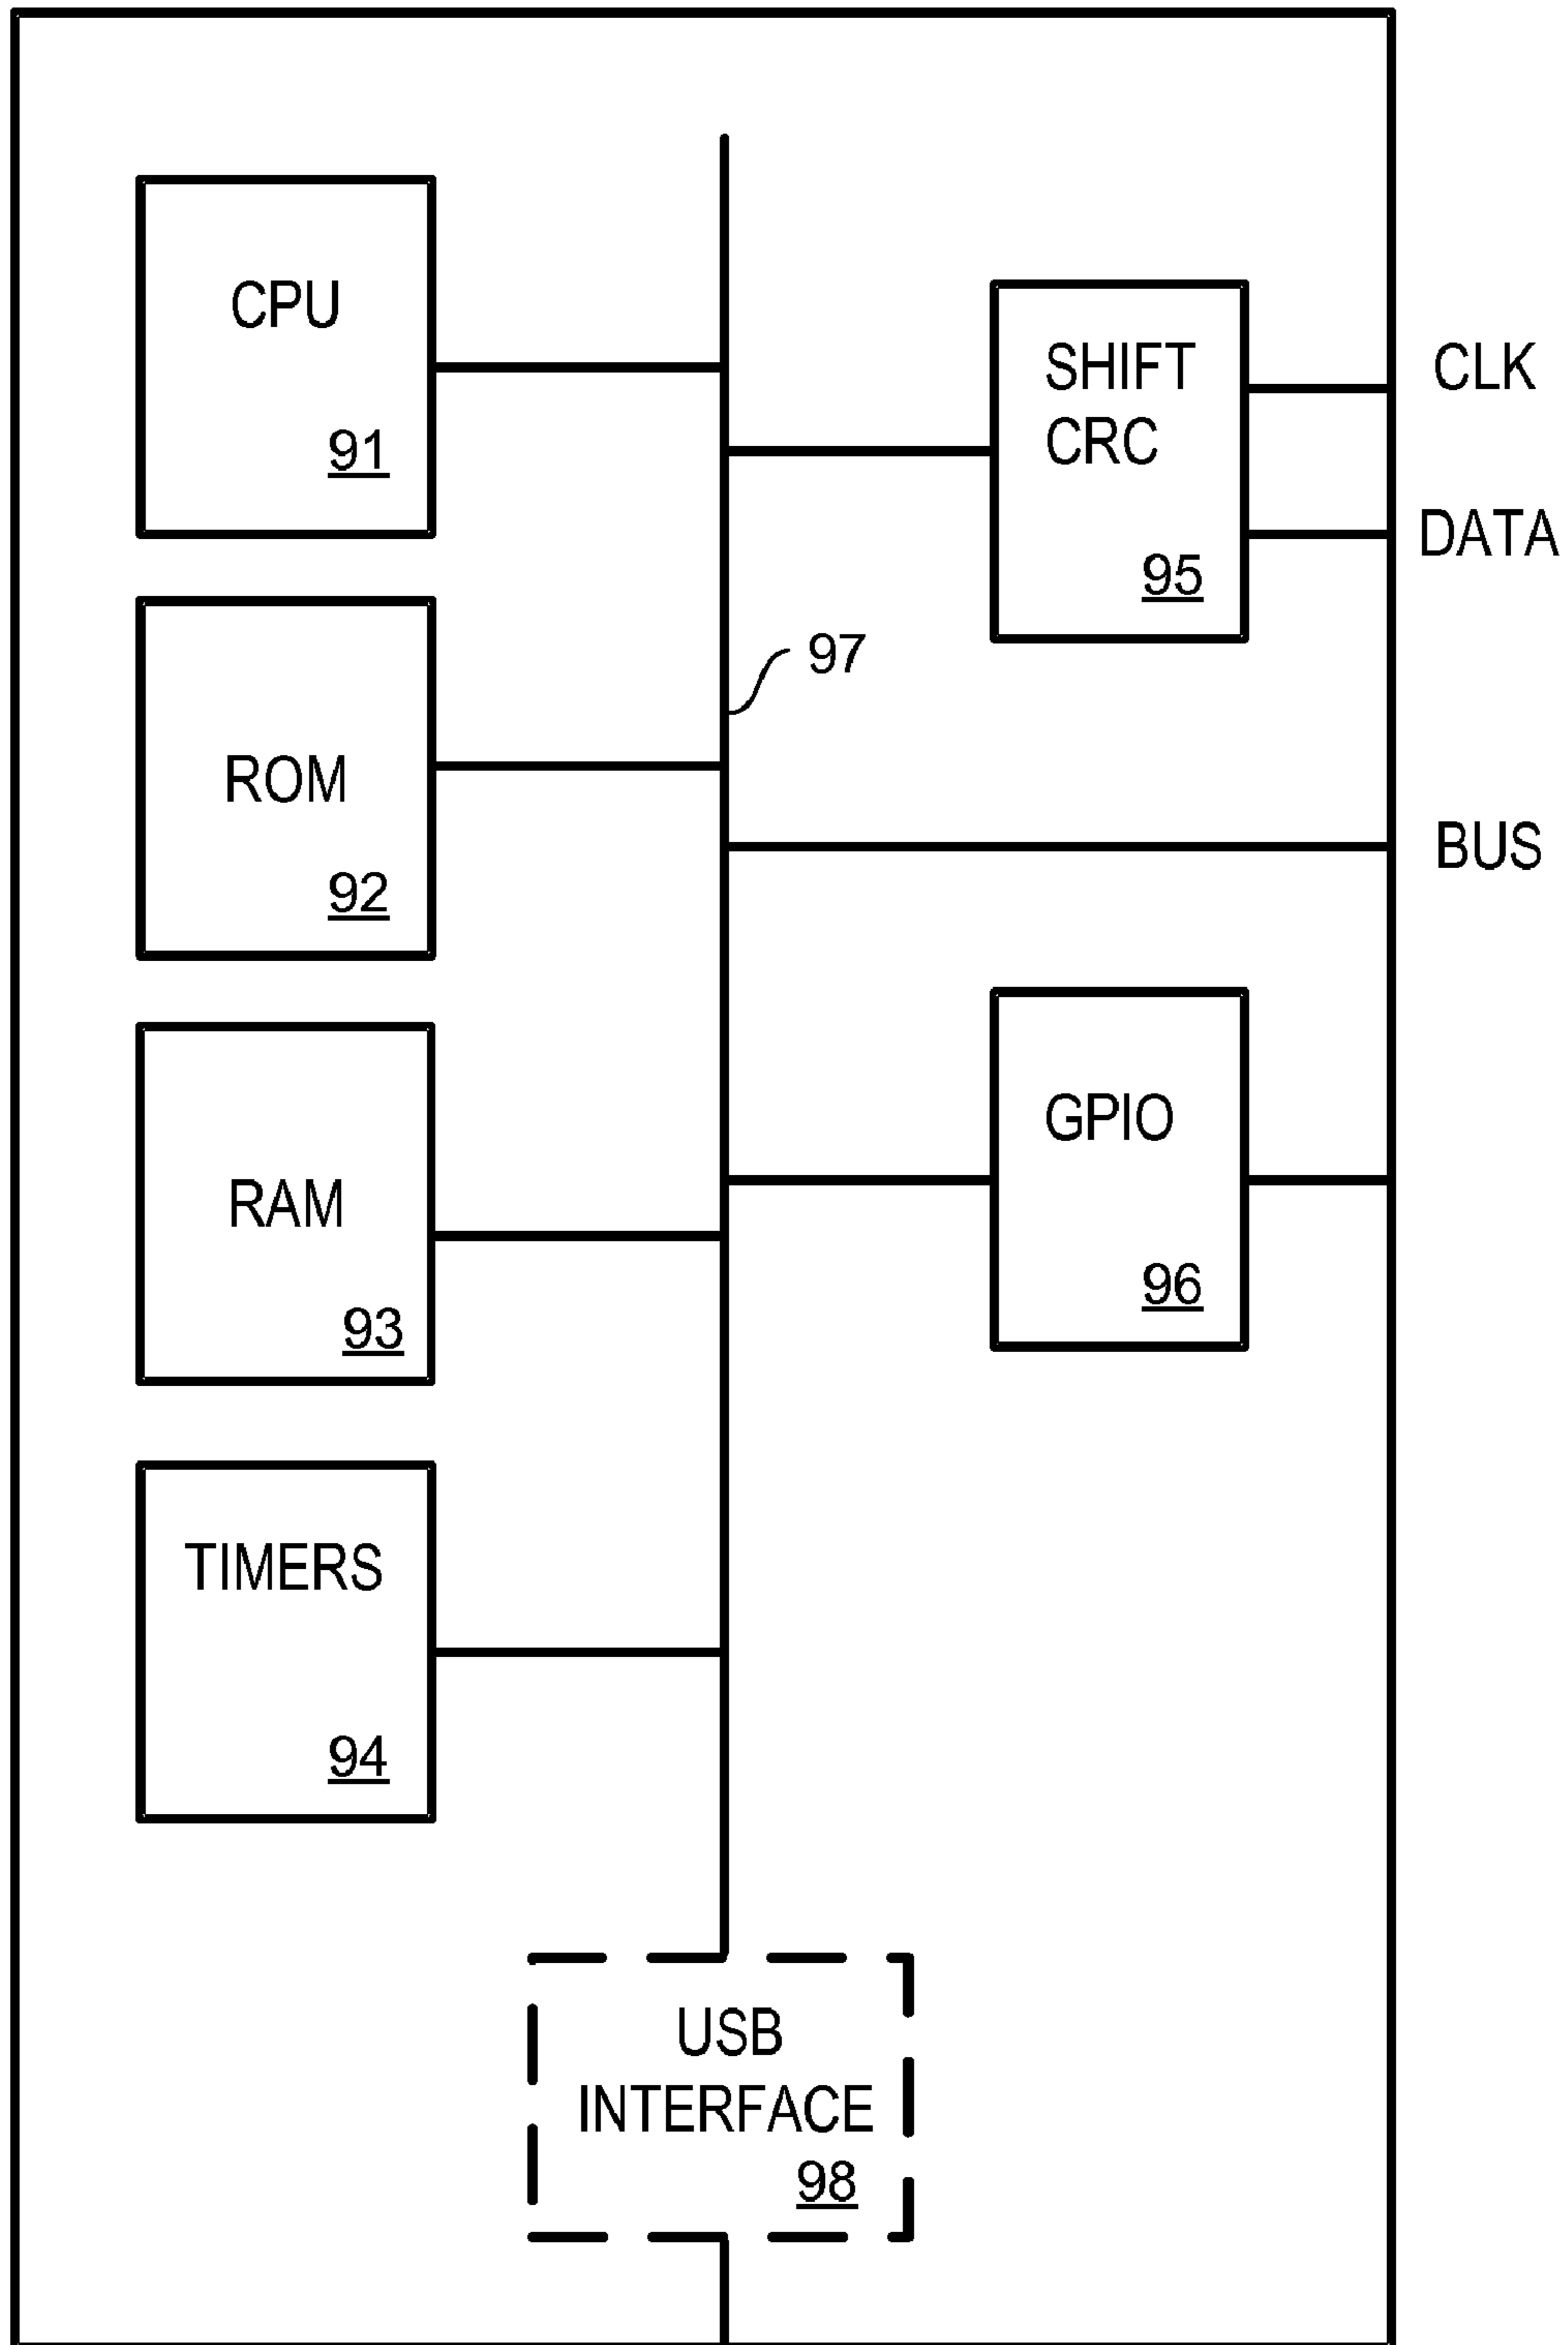 CPU
91
SHIFT
CRC
95
CLK
DATA
97
ROM
92
BUS
RAM
93
GPIO
96
TIMERS
94
USB
INTERFACE
98